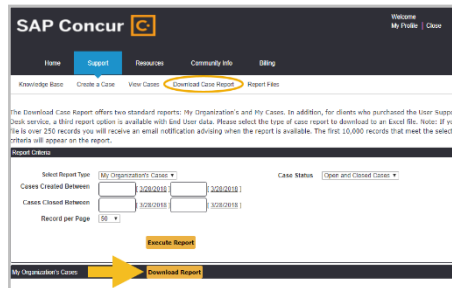 SAP Concur C
Welcome
My Profile | Close
Home Support Resources Community Info Billing
Knowledge Base Create a Case View Cases Download Case Report Report Files
The Download Case Report offers two standard reports: My Organization's and My Cases. In addition, for clients who purchased the User Supp
Desk service, a third report option is available with End User data. Please select the type of case report to download to an Excel file. Note: If yo
file is over 250 records you will receive an email notification advising when the report is available. The first 10,000 records that meet the select
criteria will appear on the report.
Report Criteria
Select Report Type My Organization's Cases Case Status Open and Closed Cases
Cases Created Between [ 3/28/2018 ] [ 3/28/2018 ]
Cases Closed Between [ 3/28/2018 ] [ 3/28/2018 ]
Record per Page 50
Execute Report
My Organization's Cases Download Report